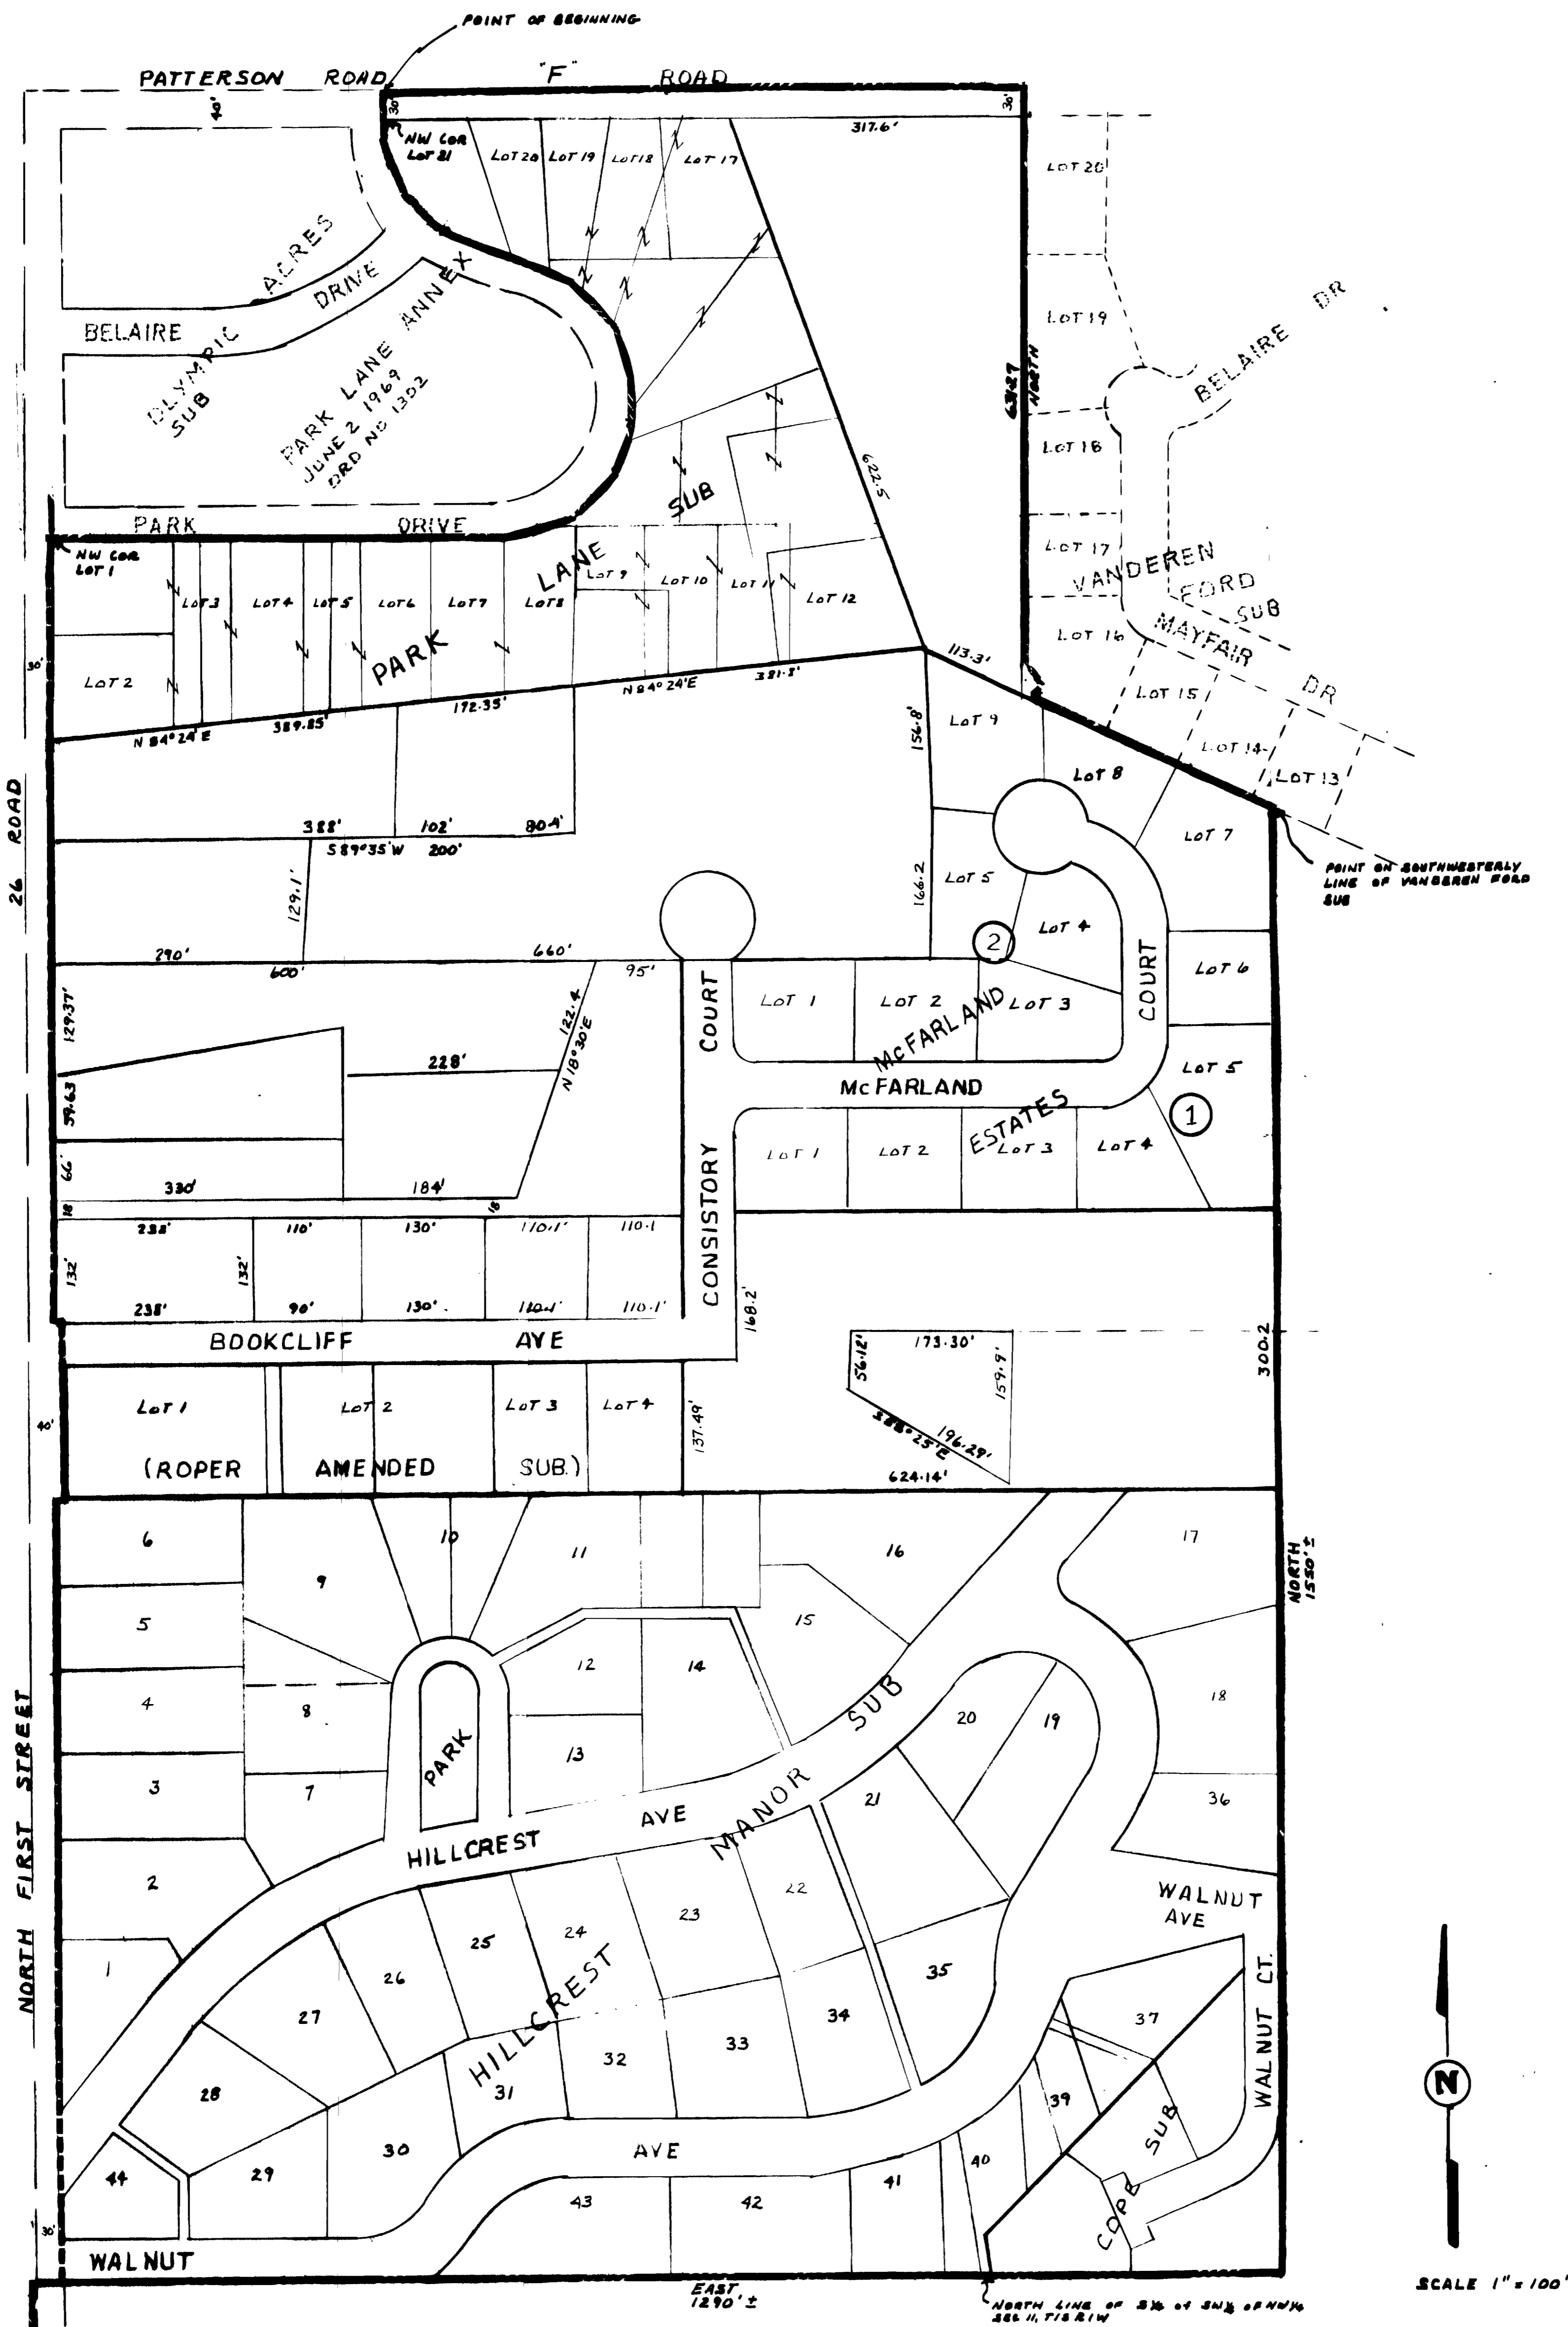 POINT OF BEGINNING
PATTERSON ROAD "F" ROAD
40'
30'
30'
NW COR
LOT 21
317.6'
LOT 20
LOT 19
LOT 18
LOT 17
LOT 20
ACRES
BELAIRE DRIVE
OLYMPIC
SUB
PARK LANE ANNEX
JUNE 2 1969
ORD NO 1302
LOT 19
BELAIRE DR
NORTH
LOT 18
622.5
SUB
PARK DRIVE
NW COR
LOT 1
LANE
LOT 17
VANDEREN
FORD
SUB
LOT 3
LOT 4
LOT 5
LOT 6
LOT 7
LOT 8
LOT 9
LOT 10
LOT 11
LOT 12
LOT 16
MAYFAIR DR
PARK
30'
LOT 2
113.3'
LOT 15
N 84° 24' E
389.85'
172.35'
N 84° 24' E
381.8'
156.8'
LOT 9
LOT 14
LOT 13
LOT 8
26 ROAD
388'
102'
80.4'
S 89° 35' W
200'
LOT 7
POINT ON SOUTHWESTERLY
LINE OF VANDEREN FORD
SUB
129.1'
166.2
LOT 5
2
LOT 4
290'
600'
660'
95'
LOT 6
129.37'
122.4
N 18° 30' E
COURT
LOT 1
LOT 2
LOT 3
COURT
McFARLAND
228'
59.63
McFARLAND
LOT 5
ESTATES
1
66'
CONSISTORY
LOT 1
LOT 2
LOT 3
LOT 4
330'
184'
18'
18'
238'
110'
130'
110.1'
110.1
132'
132'
238'
90'
130'
110.1'
110.1'
168.2'
BOOKCLIFF AVE
56.12'
173.30'
159.9'
300.2
LOT 1
LOT 2
LOT 3
LOT 4
40'
137.49'
196.29'
(ROPER AMENDED SUB.)
624.14'
6
10
11
16
17
9
NORTH
1550' ±
5
15
12
14
4
8
18
SUB
20
19
13
PARK
3
7
21
36
MANOR
AVE
HILLCREST
2
22
WALNUT
AVE
23
24
25
NORTH FIRST STREET
1
26
35
HILLCREST
27
34
37
WALNUT CT.
33
32
28
31
39
SUB
N
30
AVE
40
44
29
41
43
42
COPE
30'
WALNUT
EAST
1290' ±
SCALE 1" = 100'
NORTH LINE OF S½ OF SW¼ OF NW¼
SEC 11, T1S R1W